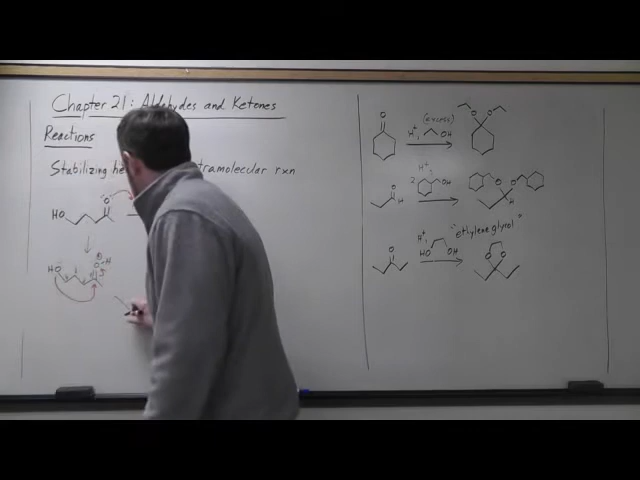 Chapter 21: Aldehydes and Ketones
Reactions
Stabilizing he tramolecular rxn
HO O
HO O H
O H+, OH (excess) O O
O H H+, 2 OH O O H
O H+, HO OH "ethylene glycol" O O